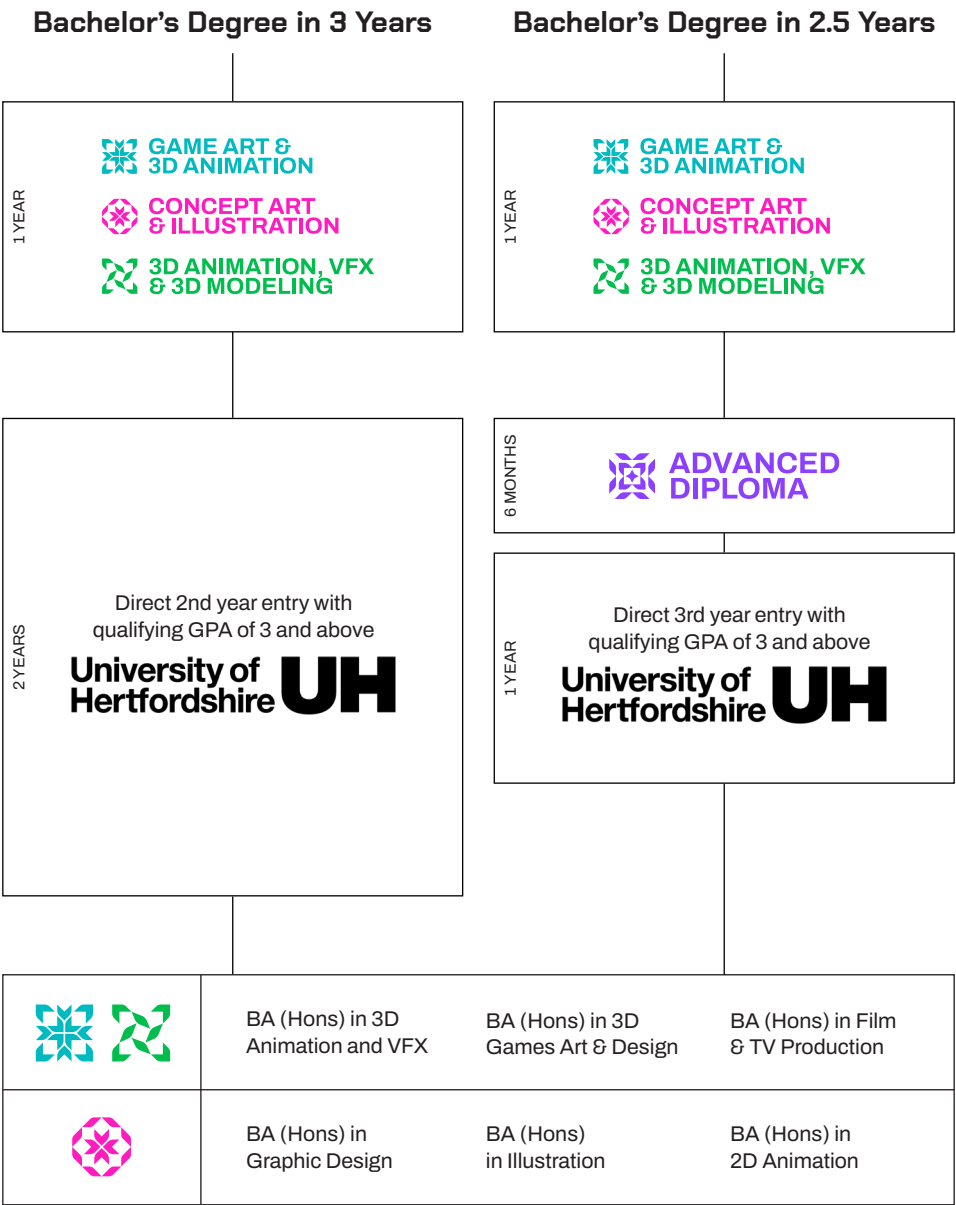 Bachelor's Degree in 3 Years
1 YEAR
GAME ART &
3D ANIMATION
CONCEPT ART
& ILLUSTRATION
3D ANIMATION, VFX
& 3D MODELING
2 YEARS
Direct 2nd year entry with
qualifying GPA of 3 and above
University of
Hertfordshire UH
Bachelor's Degree in 2.5 Years
1 YEAR
GAME ART &
3D ANIMATION
CONCEPT ART
& ILLUSTRATION
3D ANIMATION, VFX
& 3D MODELING
6 MONTHS
ADVANCED
DIPLOMA
1 YEAR
Direct 3rd year entry with
qualifying GPA of 3 and above
University of
Hertfordshire UH
BA (Hons) in 3D
Animation and VFX
BA (Hons) in 3D
Games Art & Design
BA (Hons) in Film
& TV Production
BA (Hons) in
Graphic Design
BA (Hons)
in Illustration
BA (Hons) in
2D Animation